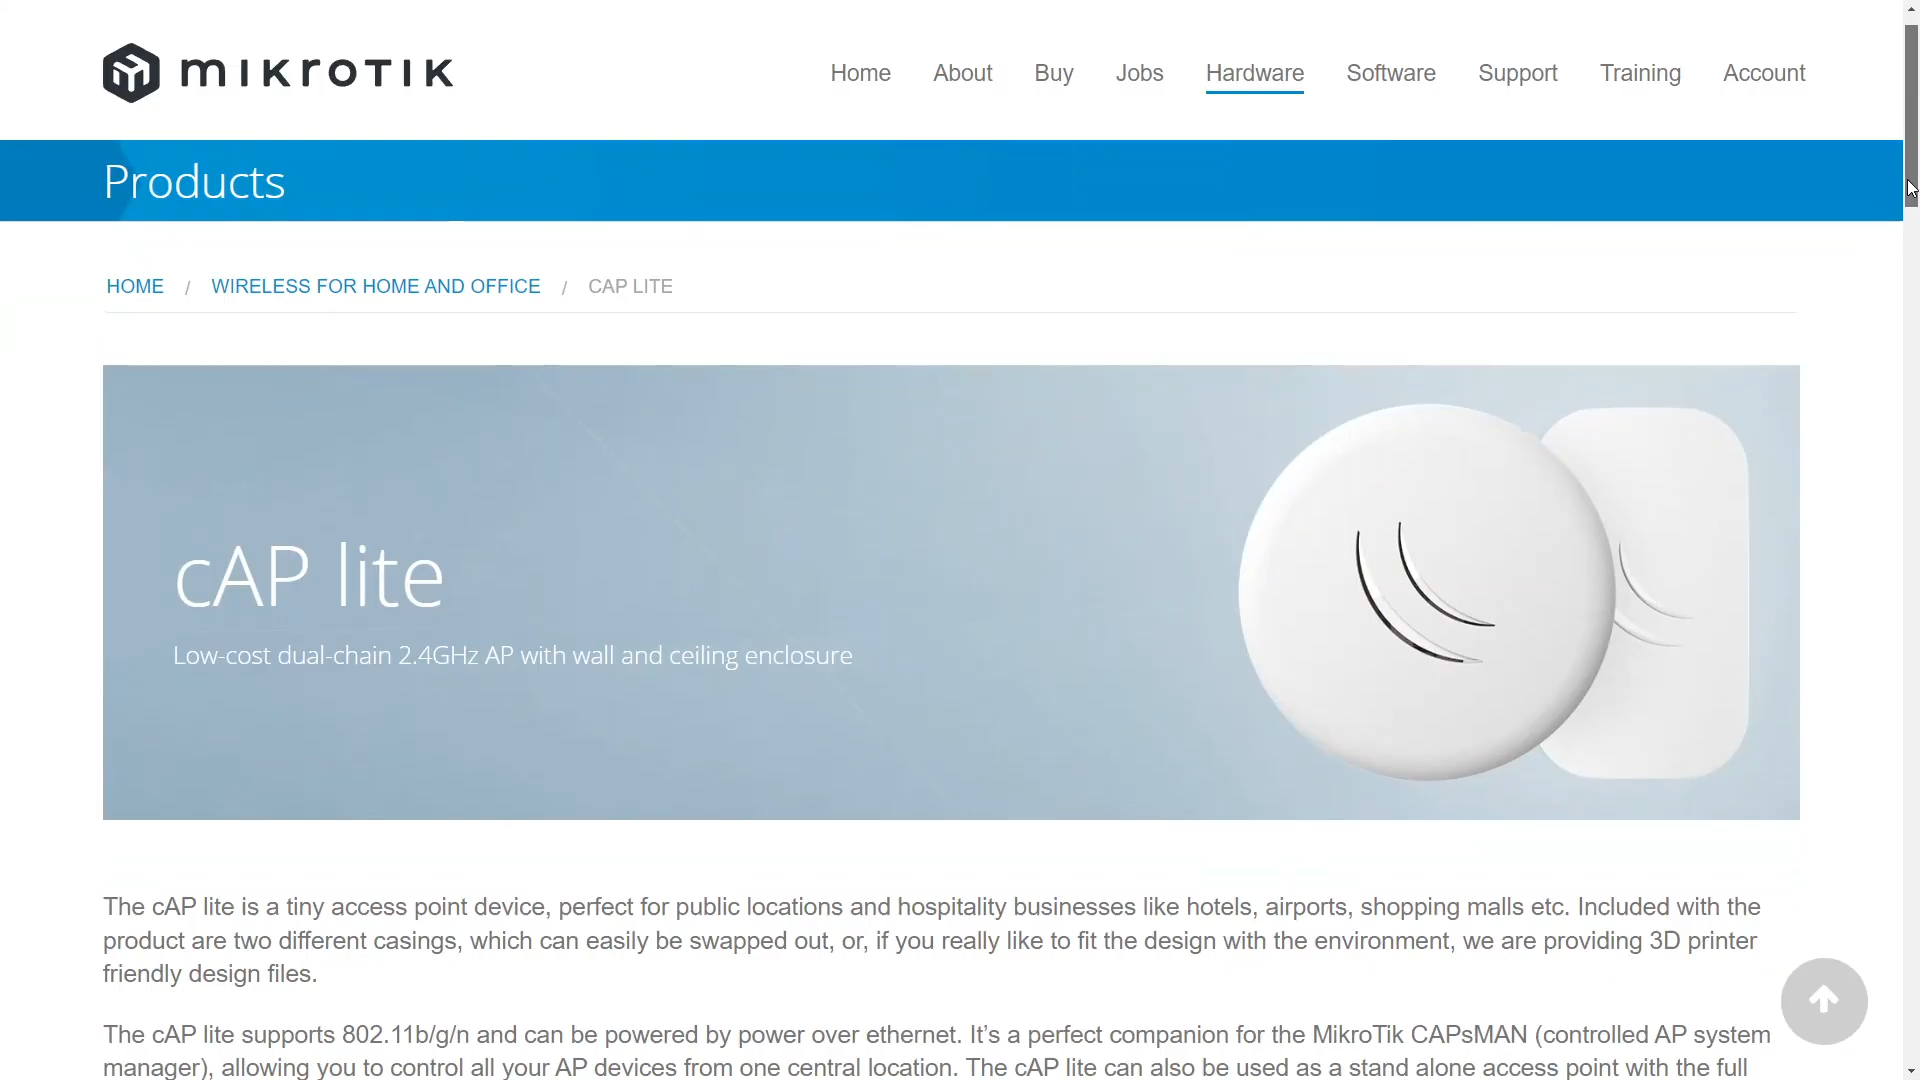 mikrotik
Home About Buy Jobs Hardware Software Support Training Account
Products
HOME / WIRELESS FOR HOME AND OFFICE / CAP LITE
cAP lite
Low-cost dual-chain 2.4GHz AP with wall and ceiling enclosure
The cAP lite is a tiny access point device, perfect for public locations and hospitality businesses like hotels, airports, shopping malls etc. Included with the
product are two different casings, which can easily be swapped out, or, if you really like to fit the design with the environment, we are providing 3D printer
friendly design files.
The cAP lite supports 802.11b/g/n and can be powered by power over ethernet. It’s a perfect companion for the MikroTik CAPsMAN (controlled AP system
manager), allowing you to control all your AP devices from one central location. The cAP lite can also be used as a stand alone access point with the full